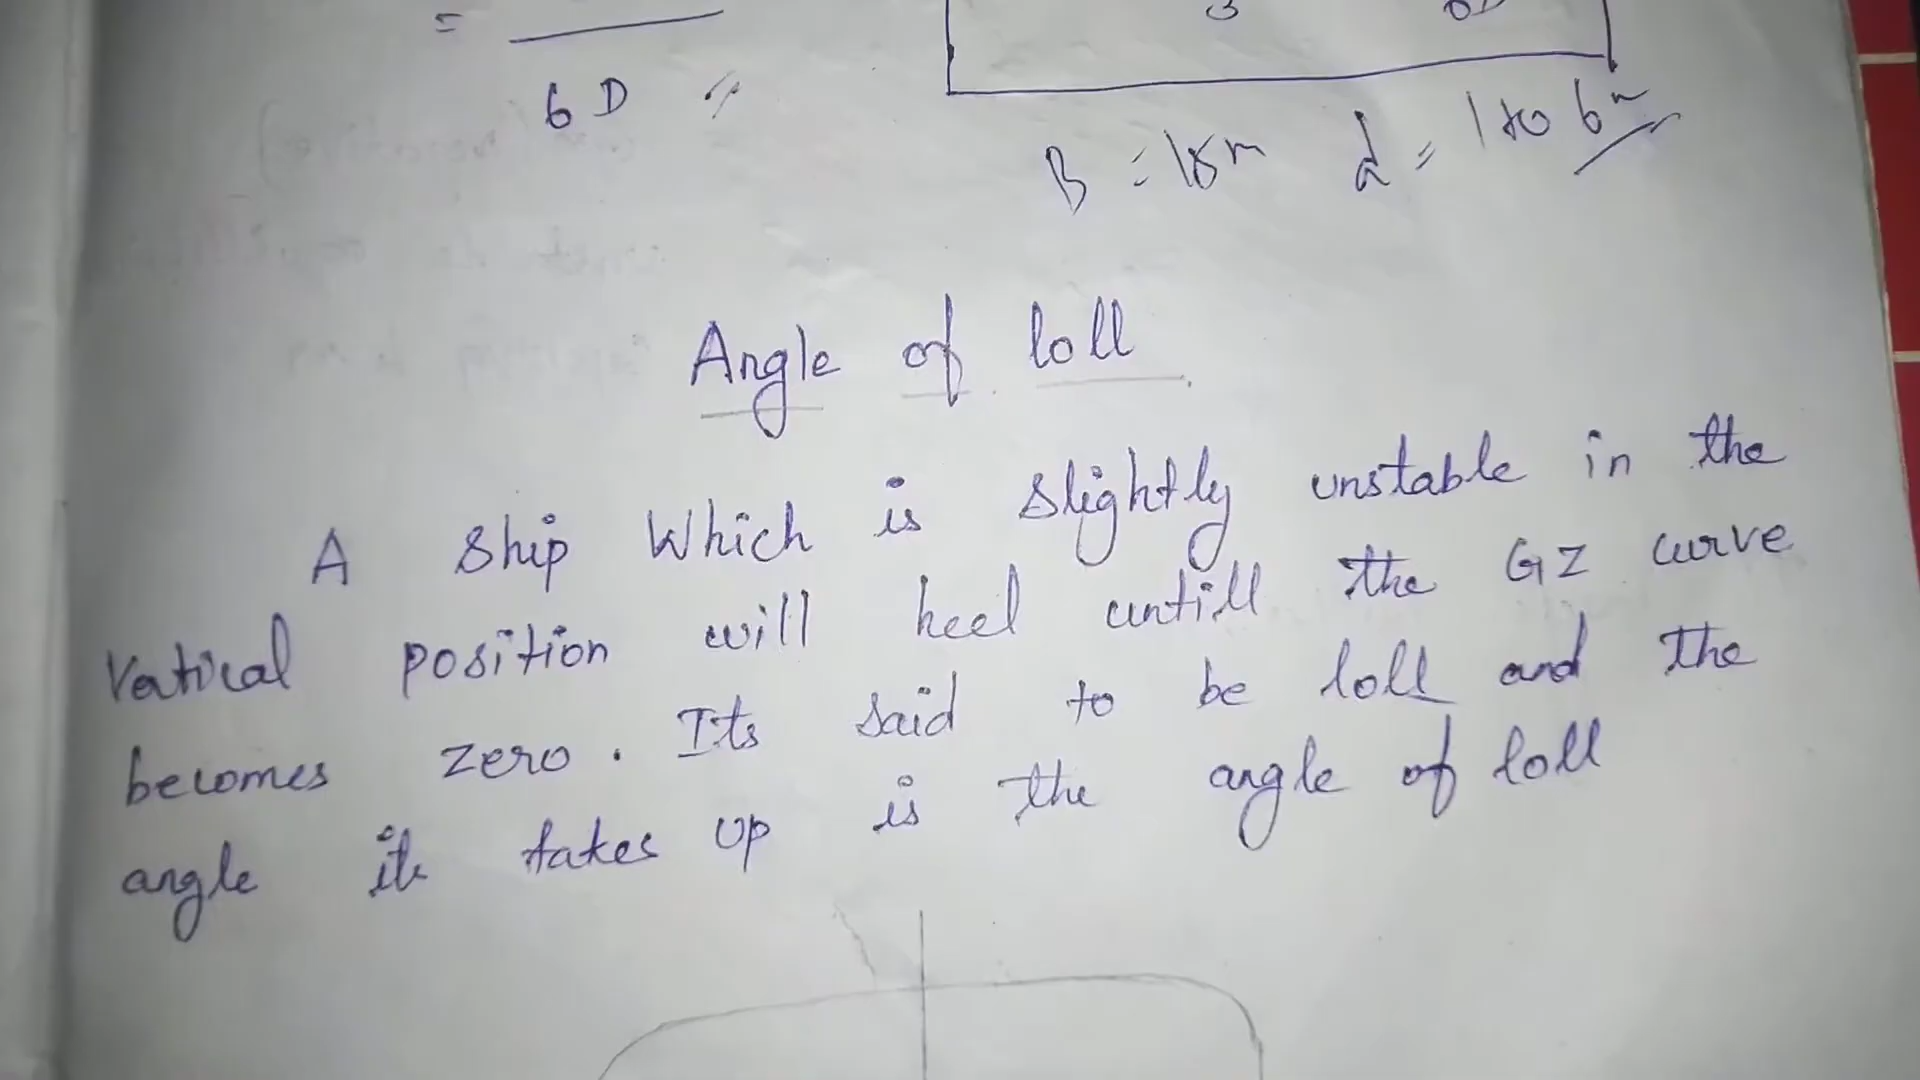 =
6 D
B = 18m d = 1 to 6m
Angle of loll
A Ship Which is slightly unstable in the
Vertical position will heel untill the GZ curve
becomes zero. Its said to be loll and the
angle it takes up is the angle of loll